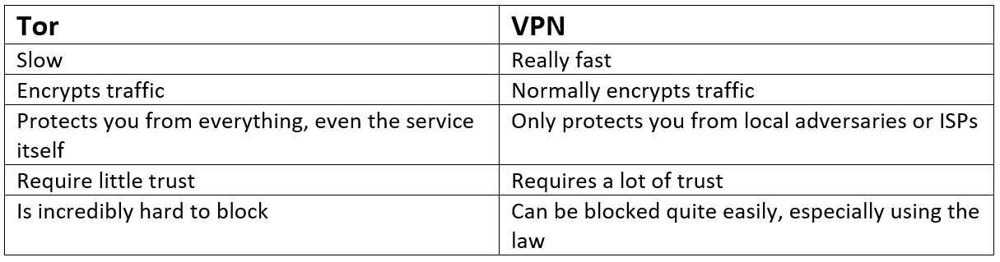 Tor
VPN
Slow
Really fast
Encrypts traffic
Normally encrypts traffic
Protects you from everything, even the service
itself
Only protects you from local adversaries or ISPs
Require little trust
Requires a lot of trust
Is incredibly hard to block
Can be blocked quite easily, especially using the
law